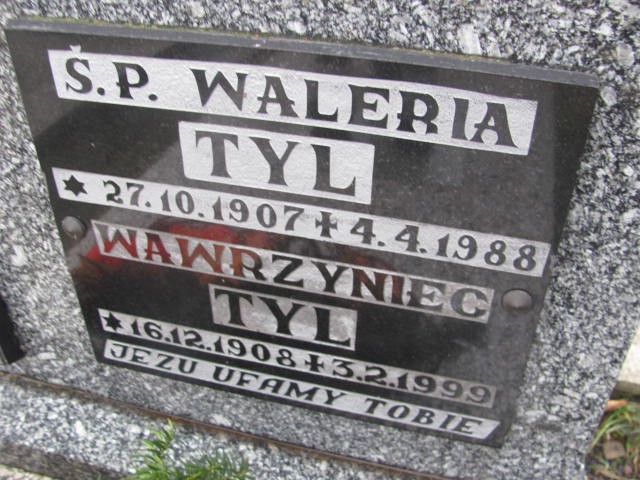 Ś.P. WALERIA
TYL
* 27.10.1907 + 4.4.1988
WAWRZYNIEC
TYL
* 16.12.1908 + 3.2.1999
JEZU UFAMY TOBIE